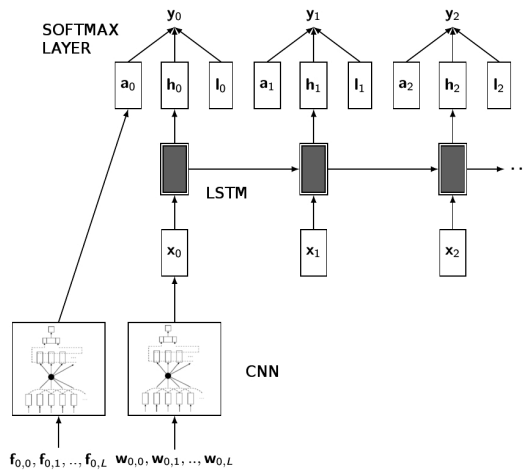 SOFTMAX LAYER
y₀ y₁ y₂
a₀ h₀ l₀ a₁ h₁ l₁ a₂ h₂ l₂
LSTM
x₀ x₁ x₂
CNN
f₀,₀, f₀,₁, .., f₀,L w₀,₀, w₀,₁, .., w₀,L